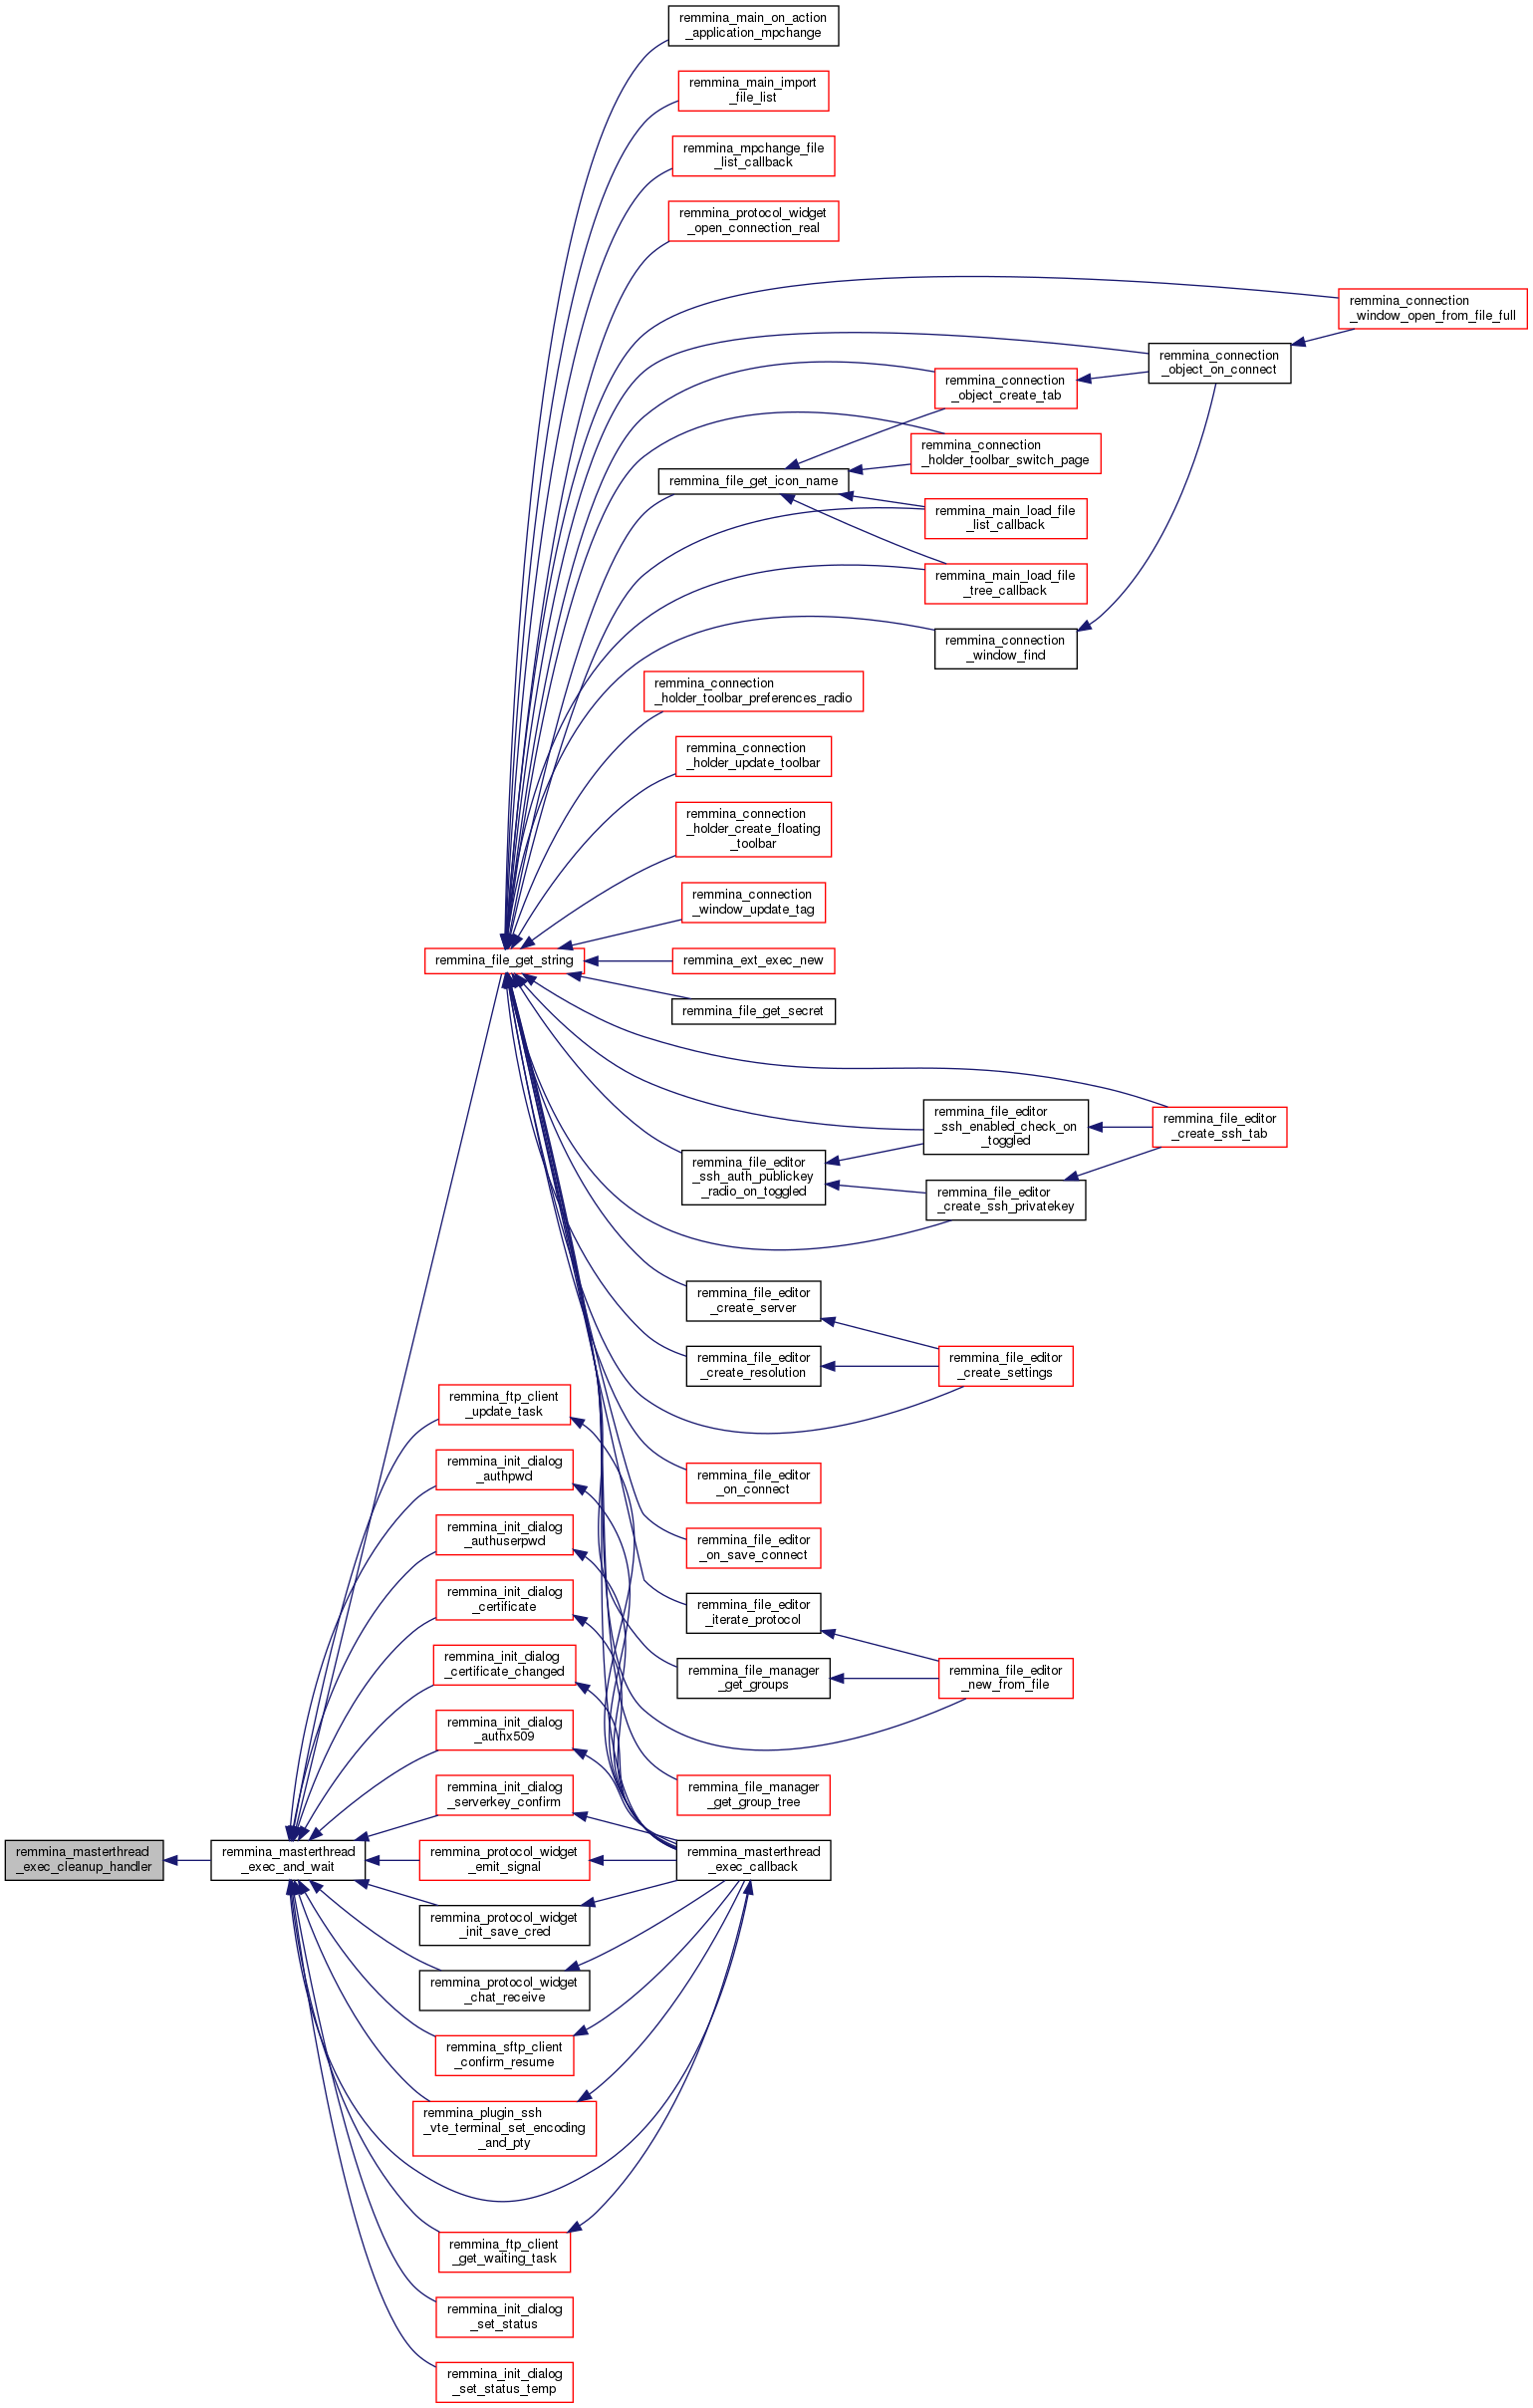 remmina_main_on_action
_application_mpchange
remmina_main_import
_file_list
remmina_mpchange_file
_list_callback
remmina_protocol_widget
_open_connection_real
remmina_connection
_window_open_from_file_full
remmina_connection
_object_on_connect
remmina_connection
_object_create_tab
remmina_connection
_holder_toolbar_switch_page
remmina_file_get_icon_name
remmina_main_load_file
_list_callback
remmina_main_load_file
_tree_callback
remmina_connection
_window_find
remmina_connection
_holder_toolbar_preferences_radio
remmina_connection
_holder_update_toolbar
remmina_connection
_holder_create_floating
_toolbar
remmina_connection
_window_update_tag
remmina_file_get_string
remmina_ext_exec_new
remmina_file_get_secret
remmina_file_editor
_ssh_enabled_check_on
_toggled
remmina_file_editor
_create_ssh_tab
remmina_file_editor
_ssh_auth_publickey
_radio_on_toggled
remmina_file_editor
_create_ssh_privatekey
remmina_file_editor
_create_server
remmina_file_editor
_create_resolution
remmina_file_editor
_create_settings
remmina_ftp_client
_update_task
remmina_init_dialog
_authpwd
remmina_file_editor
_on_connect
remmina_init_dialog
_authuserpwd
remmina_file_editor
_on_save_connect
remmina_init_dialog
_certificate
remmina_file_editor
_iterate_protocol
remmina_init_dialog
_certificate_changed
remmina_file_manager
_get_groups
remmina_file_editor
_new_from_file
remmina_init_dialog
_authx509
remmina_init_dialog
_serverkey_confirm
remmina_file_manager
_get_group_tree
remmina_masterthread
_exec_cleanup_handler
remmina_masterthread
_exec_and_wait
remmina_protocol_widget
_emit_signal
remmina_masterthread
_exec_callback
remmina_protocol_widget
_init_save_cred
remmina_protocol_widget
_chat_receive
remmina_sftp_client
_confirm_resume
remmina_plugin_ssh
_vte_terminal_set_encoding
_and_pty
remmina_ftp_client
_get_waiting_task
remmina_init_dialog
_set_status
remmina_init_dialog
_set_status_temp